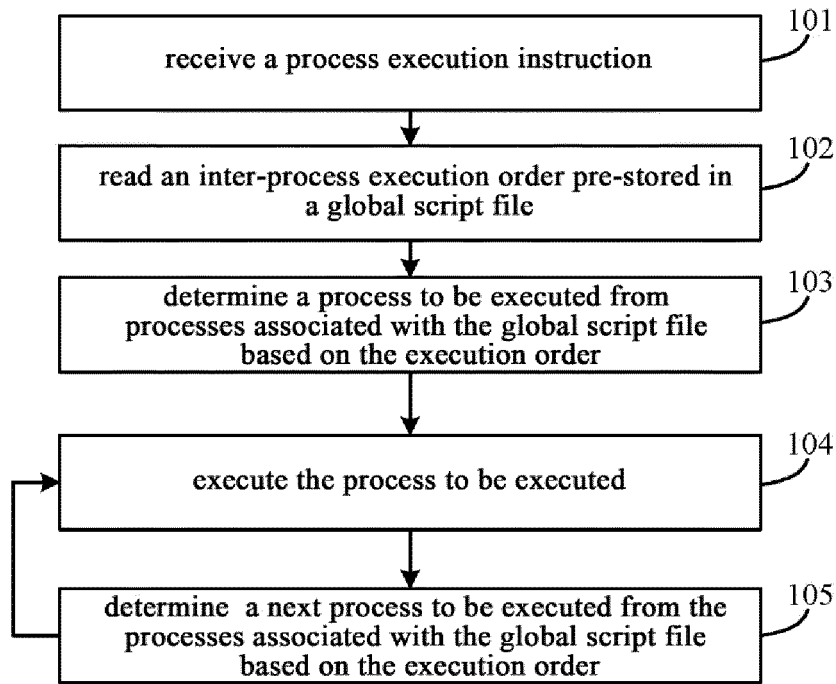 101
receive a process execution instruction
102
read an inter-process execution order pre-stored in
a global script file
103
determine a process to be executed from
processes associated with the global script file
based on the execution order
104
execute the process to be executed
105
determine a next process to be executed from the
processes associated with the global script file
based on the execution order